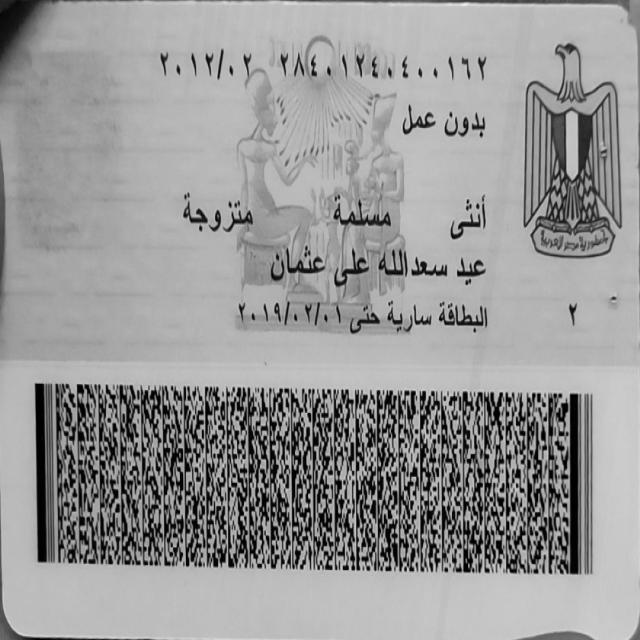 ٢٨٤٠١٢٤٠٤٠٠١٦٢ ٢٠١٢/٠٢
بدون عمل
أنثى مسلمة متزوجة
عيد سعدالله على عثمان
البطاقة سارية حتى ٢٠١٩/٠٢/٠١
٢
جمهورية مصر العربية